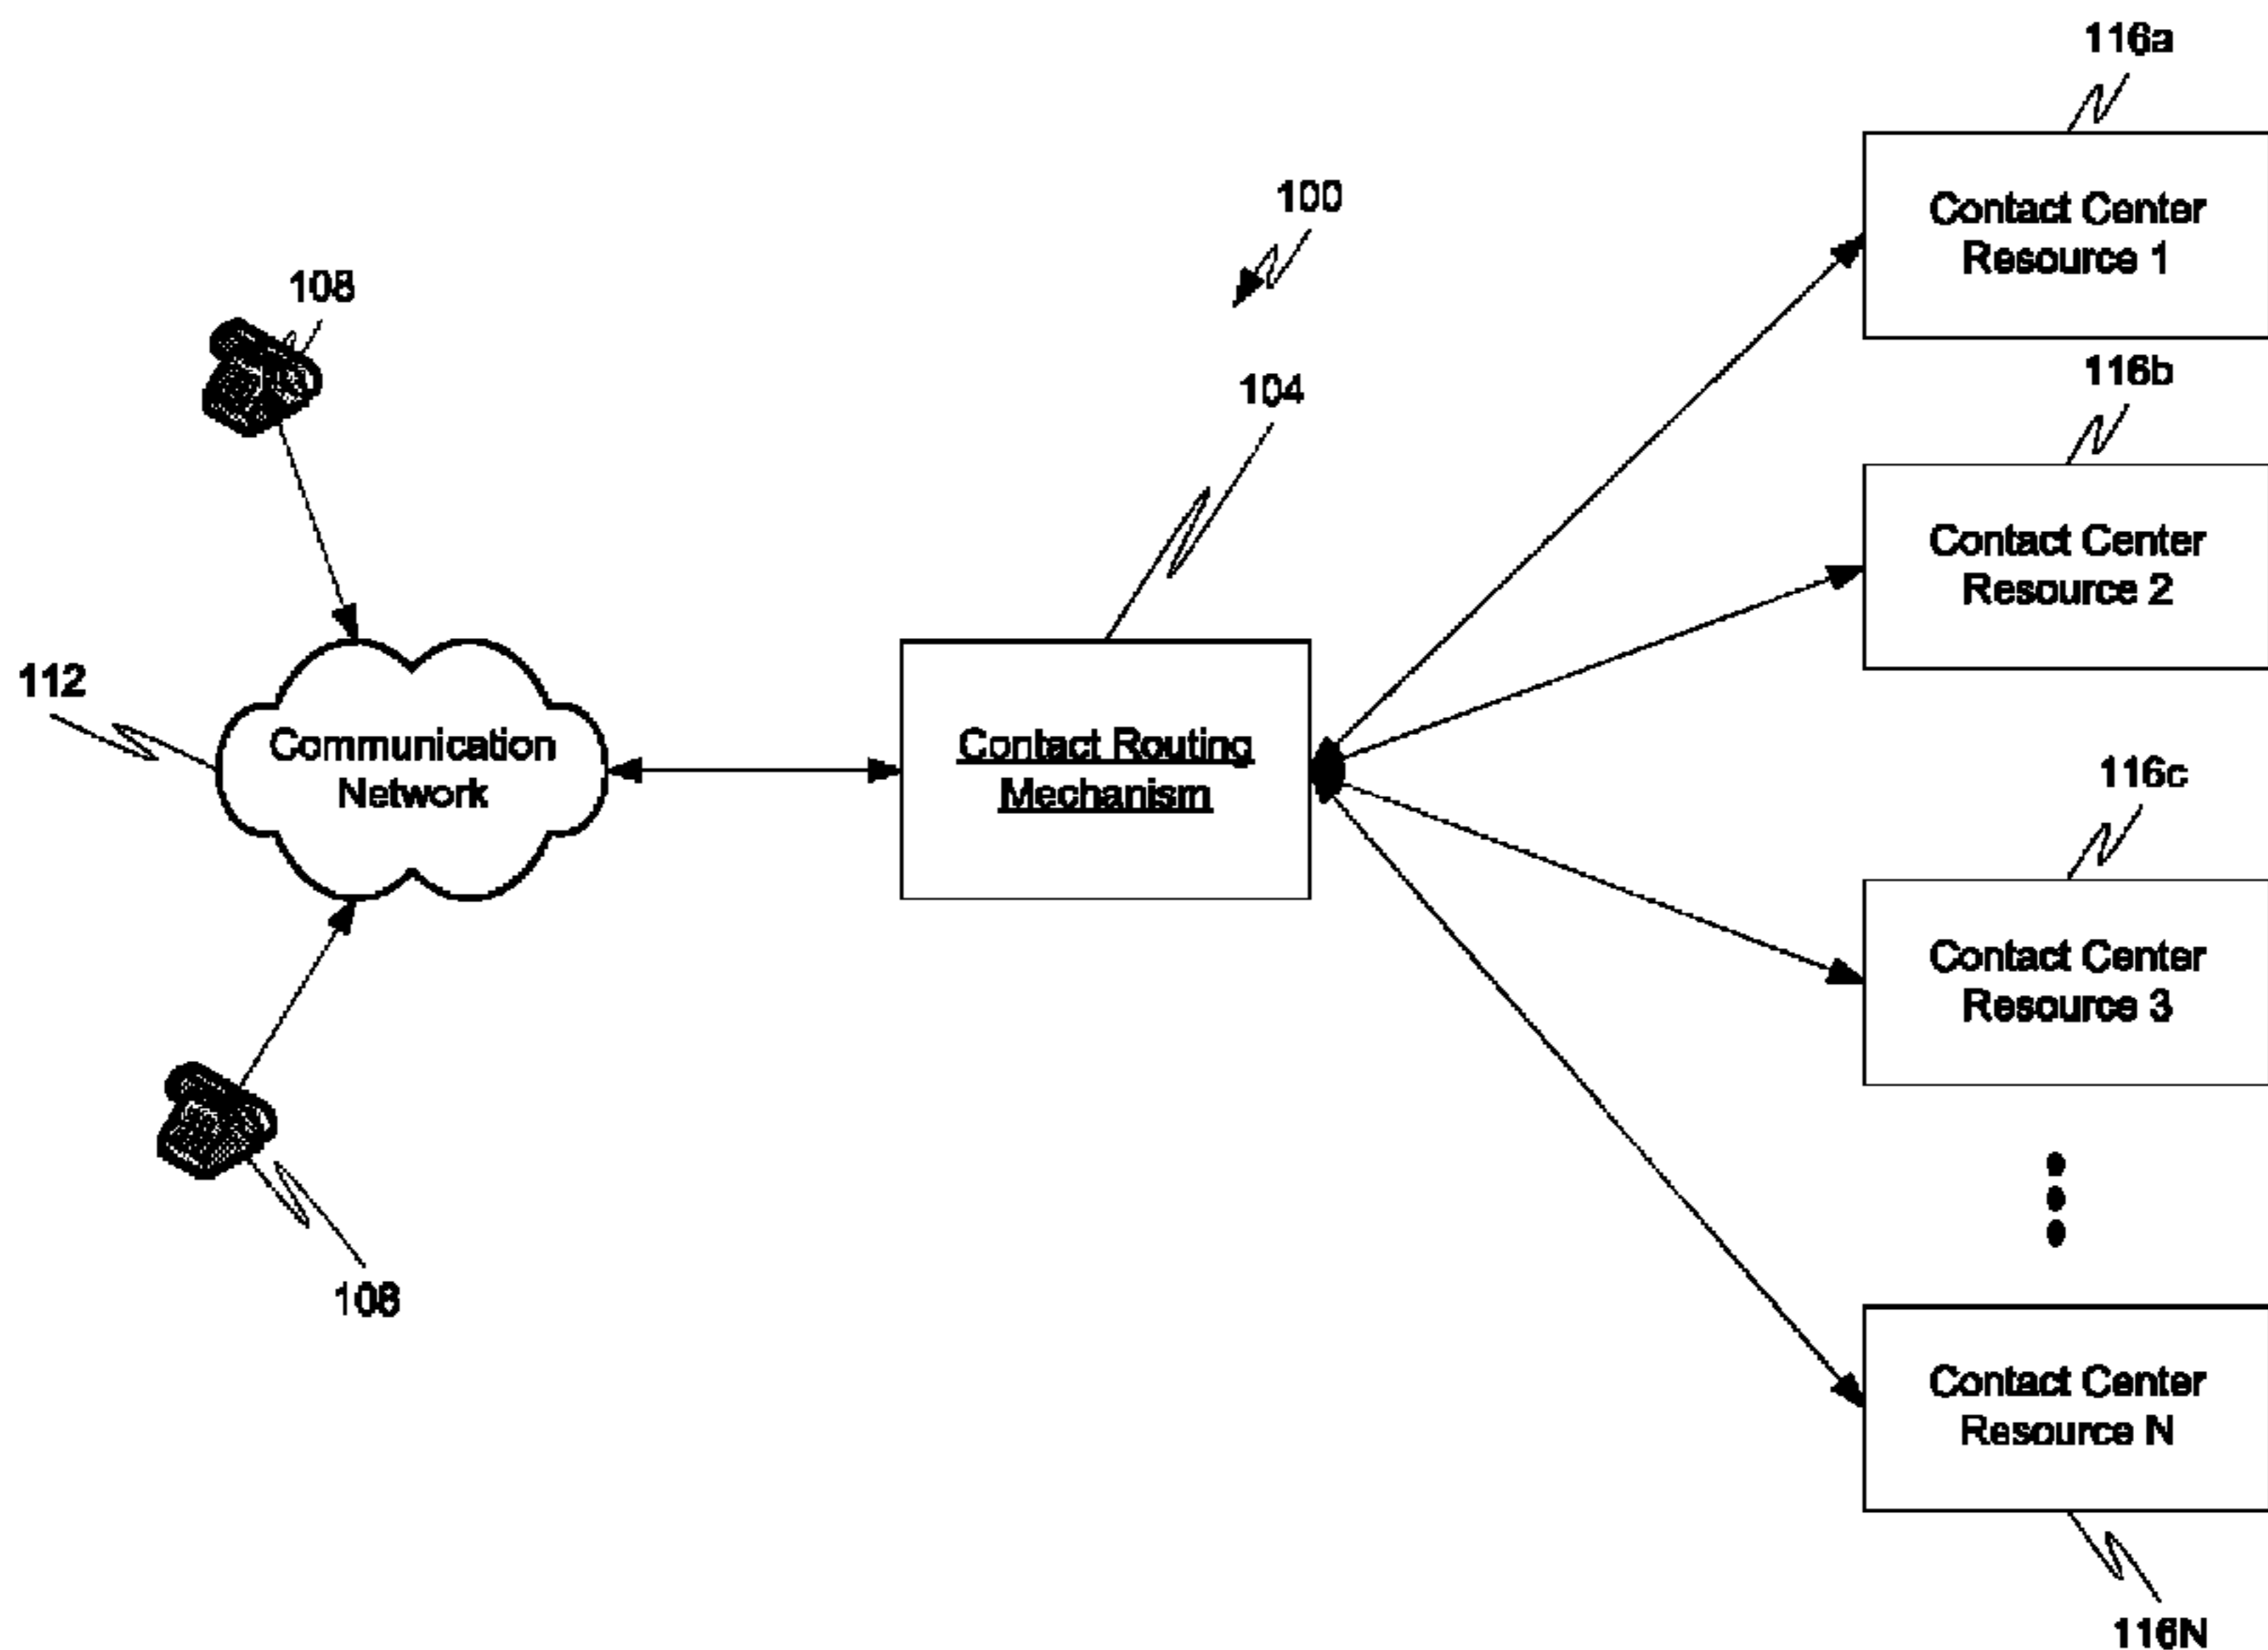 116a
Contact Center
Resource 1
100
108
104
116b
Contact Center
Resource 2
112
Communication
Network
Contact Routing
Mechanism
116c
Contact Center
Resource 3
108
Contact Center
Resource N
116N